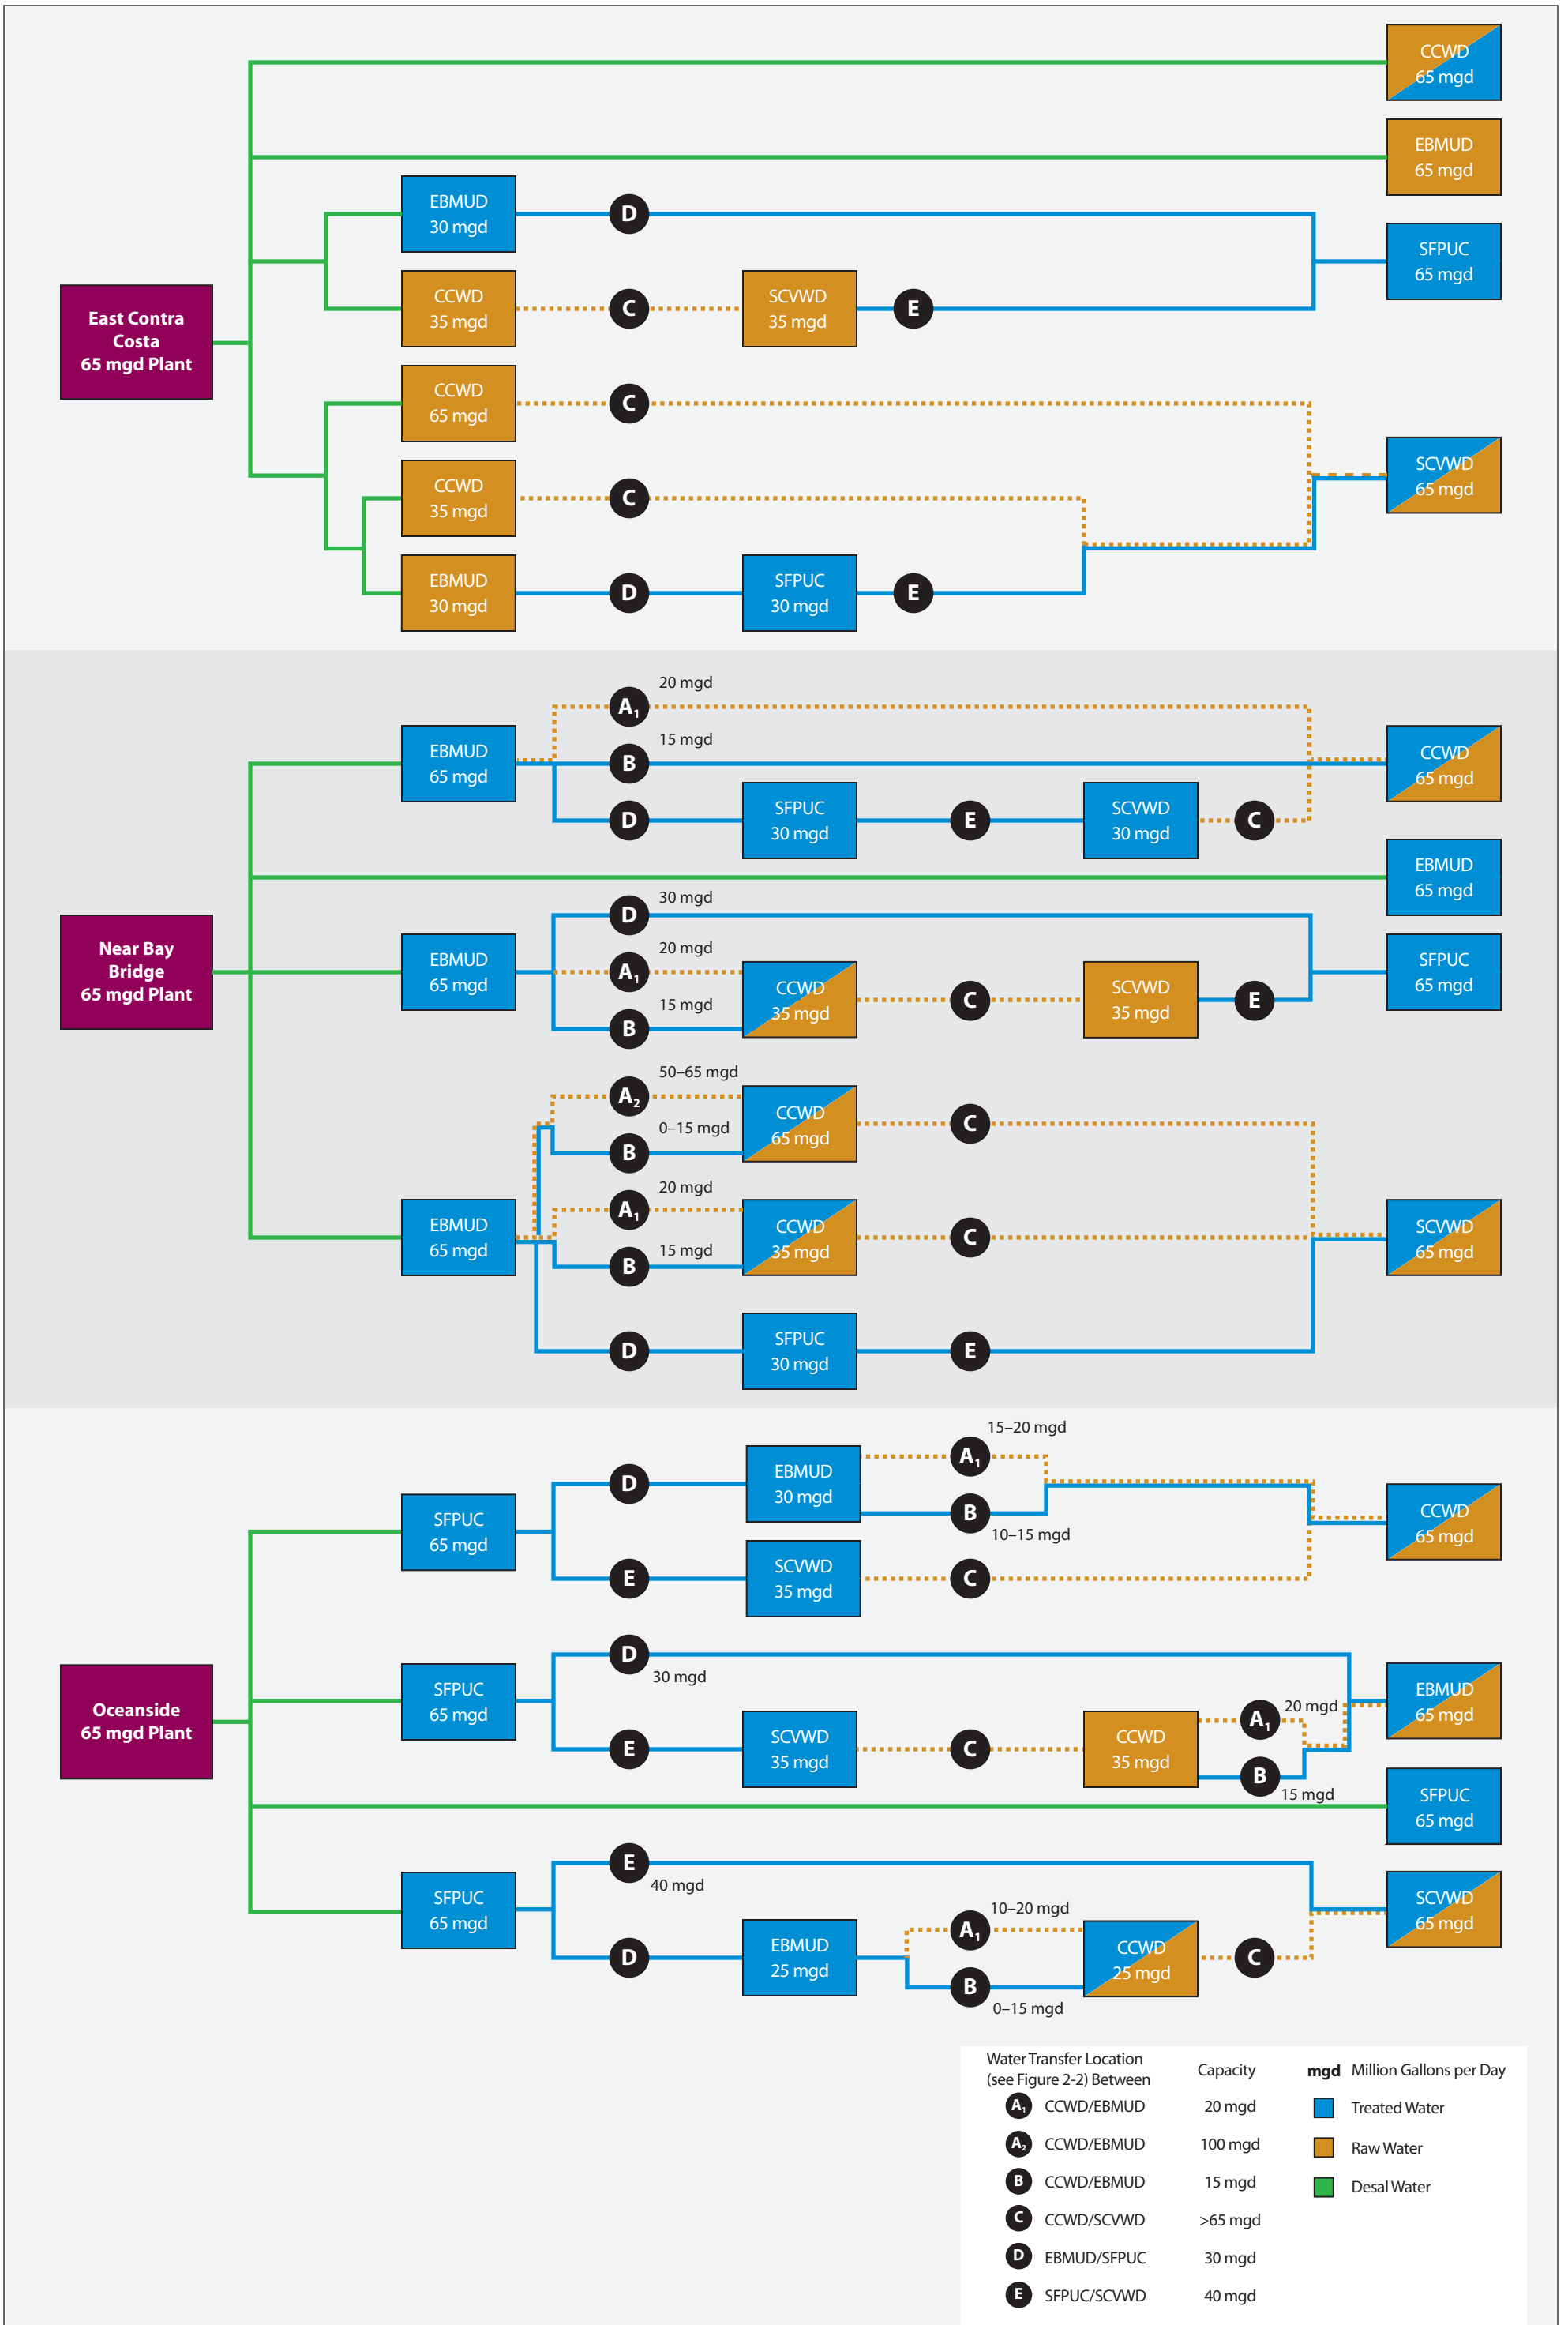 CCWD
65 mgd
EBMUD
65 mgd
EBMUD
30 mgd
D
SFPUC
65 mgd
CCWD
35 mgd
C
SCVWD
35 mgd
E
East Contra
Costa
65 mgd Plant
CCWD
65 mgd
C
SCVWD
65 mgd
CCWD
35 mgd
C
EBMUD
30 mgd
D
SFPUC
30 mgd
E
20 mgd
A1
EBMUD
65 mgd
15 mgd
B
CCWD
65 mgd
D
SFPUC
30 mgd
E
SCVWD
30 mgd
C
EBMUD
65 mgd
30 mgd
D
Near Bay
Bridge
65 mgd Plant
EBMUD
65 mgd
20 mgd
A1
SFPUC
65 mgd
15 mgd
B
CCWD
35 mgd
C
SCVWD
35 mgd
E
50–65 mgd
A2
0–15 mgd
B
CCWD
65 mgd
C
20 mgd
A1
EBMUD
65 mgd
15 mgd
B
CCWD
35 mgd
C
SCVWD
65 mgd
D
SFPUC
30 mgd
E
15–20 mgd
A1
SFPUC
65 mgd
D
EBMUD
30 mgd
B
10–15 mgd
CCWD
65 mgd
E
SCVWD
35 mgd
C
D
30 mgd
SFPUC
65 mgd
EBMUD
65 mgd
Oceanside
65 mgd Plant
E
SCVWD
35 mgd
C
CCWD
35 mgd
A1
20 mgd
B
15 mgd
SFPUC
65 mgd
E
40 mgd
SFPUC
65 mgd
SCVWD
65 mgd
D
EBMUD
25 mgd
10–20 mgd
A1
B
0–15 mgd
CCWD
25 mgd
C
Water Transfer Location
(see Figure 2-2) Between
Capacity
mgd Million Gallons per Day
A1 CCWD/EBMUD 20 mgd
Treated Water
A2 CCWD/EBMUD 100 mgd
Raw Water
B CCWD/EBMUD 15 mgd
Desal Water
C CCWD/SCVWD >65 mgd
D EBMUD/SFPUC 30 mgd
E SFPUC/SCVWD 40 mgd